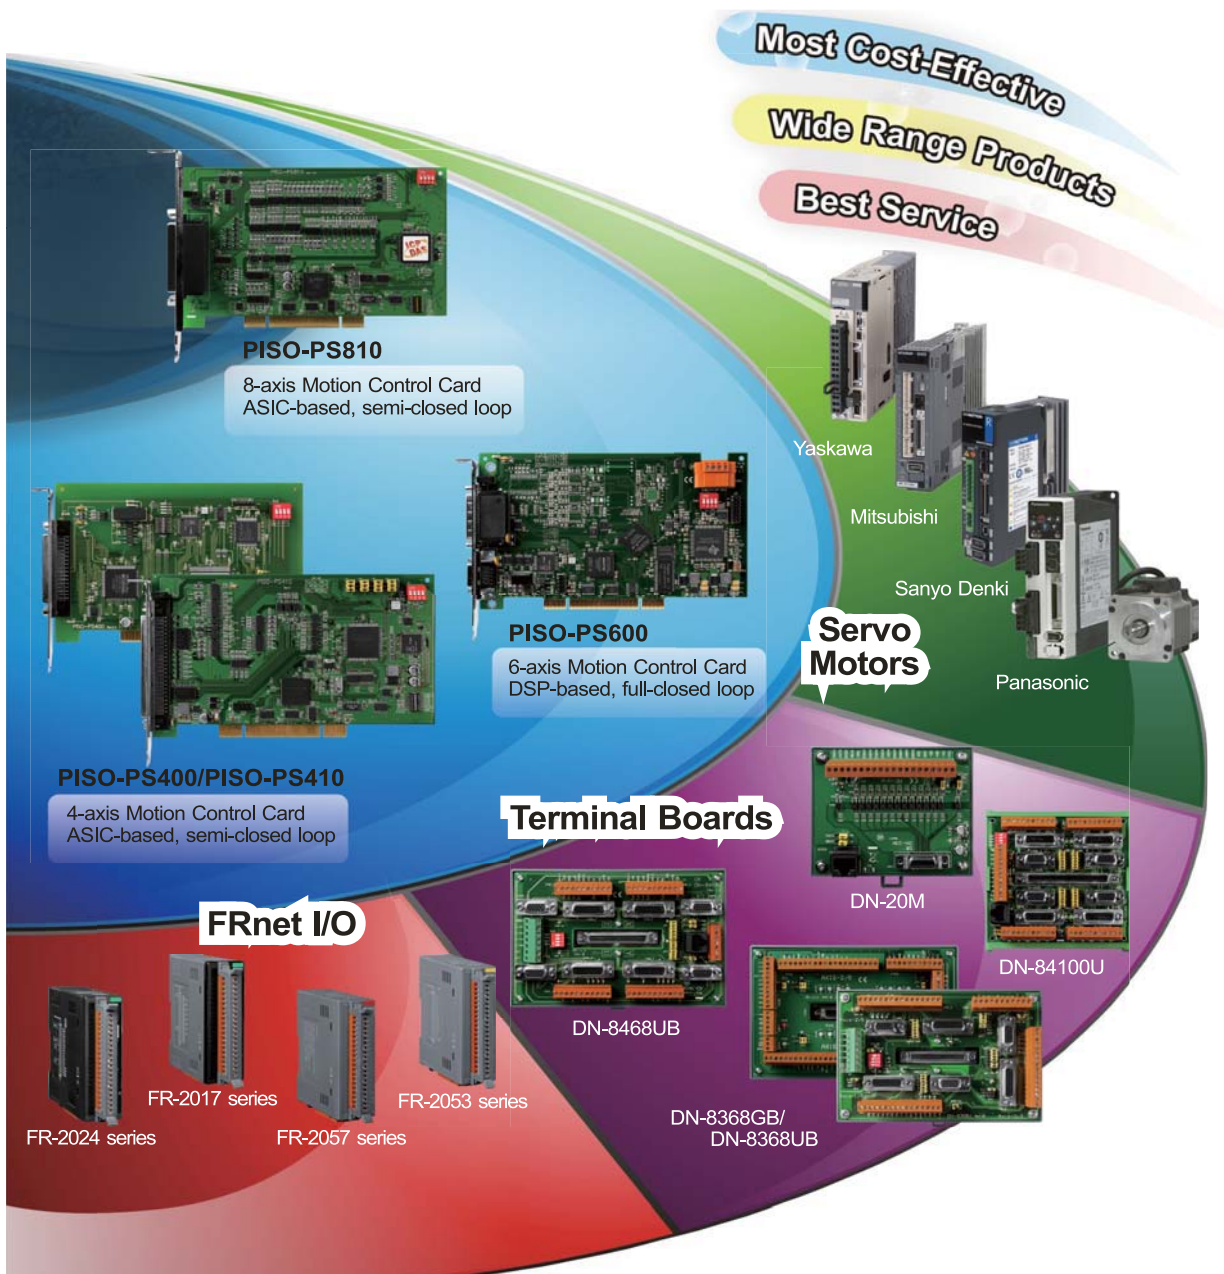 Most Cost-Effective
Wide Range Products
Best Service
PISO-PS810
8-axis Motion Control Card
ASIC-based, semi-closed loop
Yaskawa
Mitsubishi
Sanyo Denki
Panasonic
Servo
Motors
PISO-PS600
6-axis Motion Control Card
DSP-based, full-closed loop
PISO-PS400/PISO-PS410
4-axis Motion Control Card
ASIC-based, semi-closed loop
Terminal Boards
DN-20M
DN-84100U
DN-8468UB
DN-8368GB/
DN-8368UB
FRnet I/O
FR-2017 series
FR-2053 series
FR-2024 series
FR-2057 series
ICP
DAS